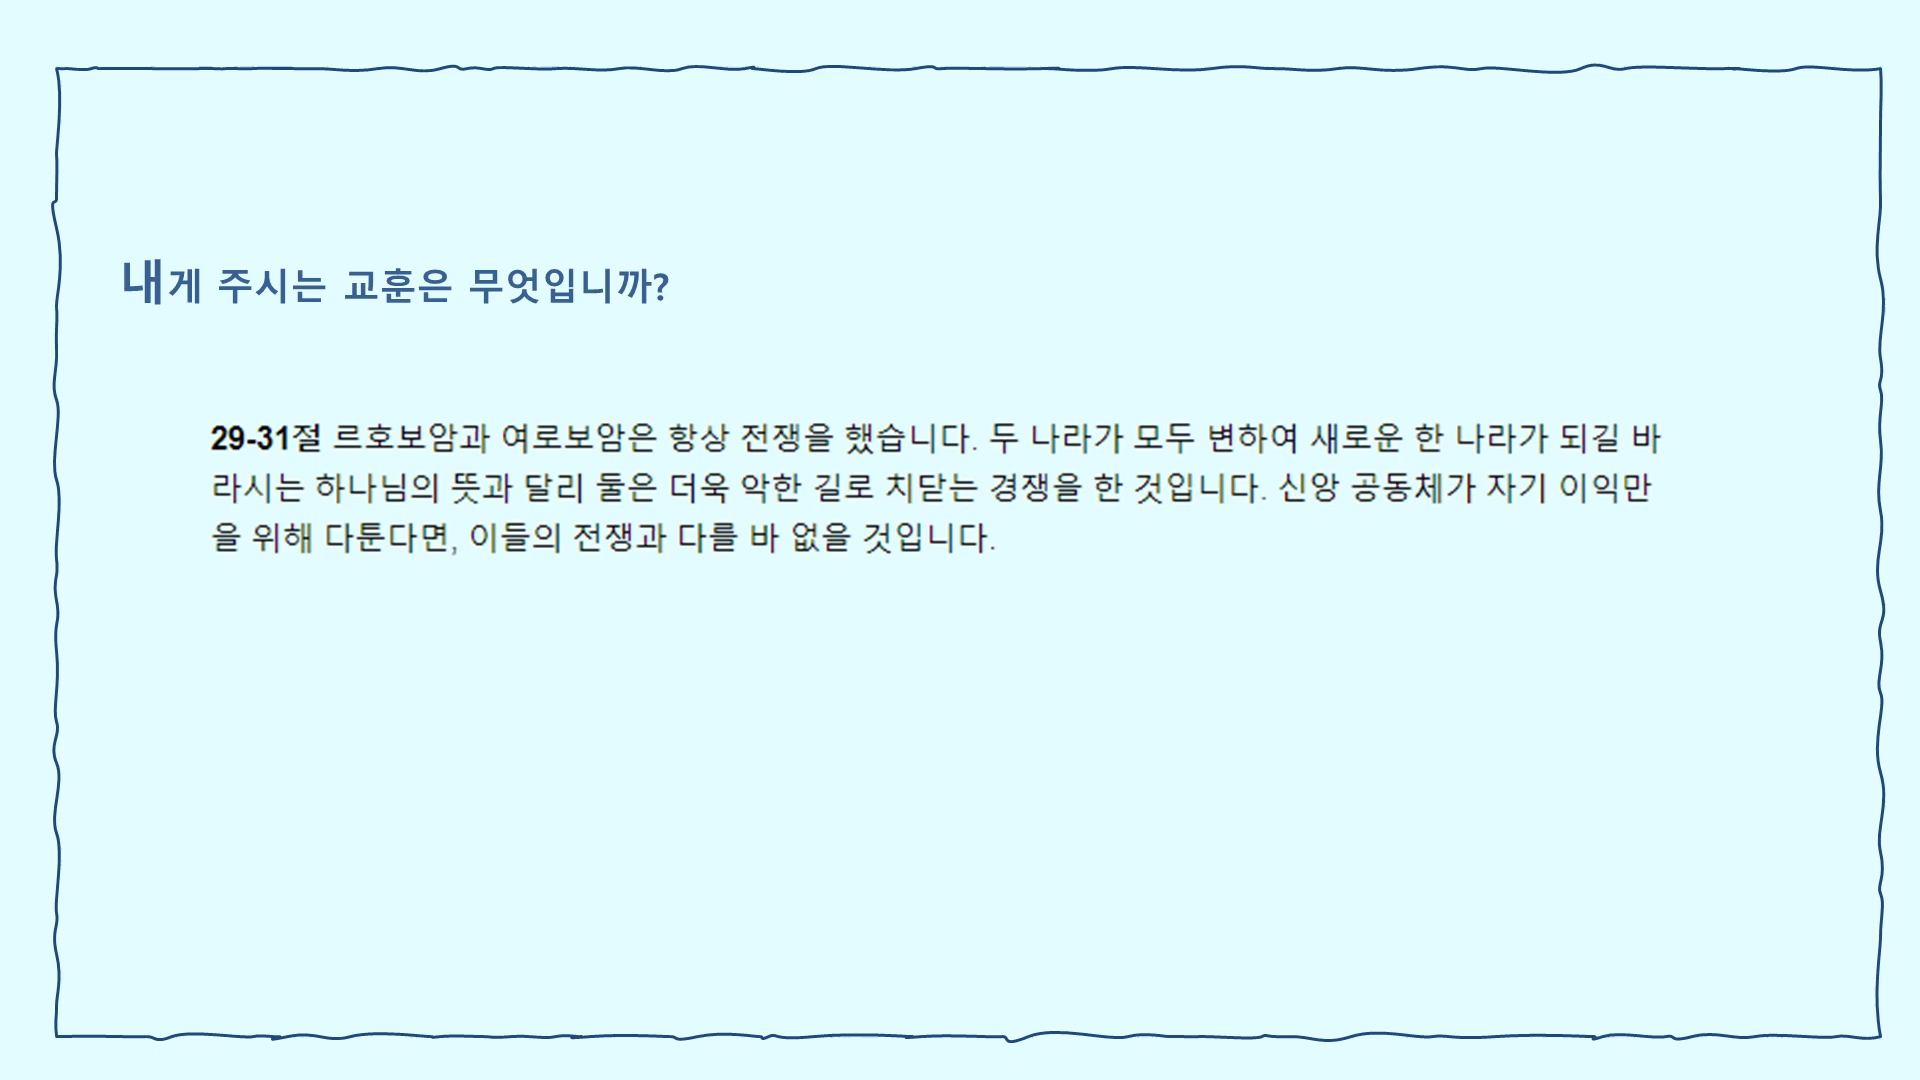 내게 주시는 교훈은 무엇입니까?
29-31절 르호보암과 여로보암은 항상 전쟁을 했습니다. 두 나라가 모두 변하여 새로운 한 나라가 되길 바
라시는 하나님의 뜻과 달리 둘은 더욱 악한 길로 치닫는 경쟁을 한 것입니다. 신앙 공동체가 자기 이익만
을 위해 다툰다면, 이들의 전쟁과 다를 바 없을 것입니다.